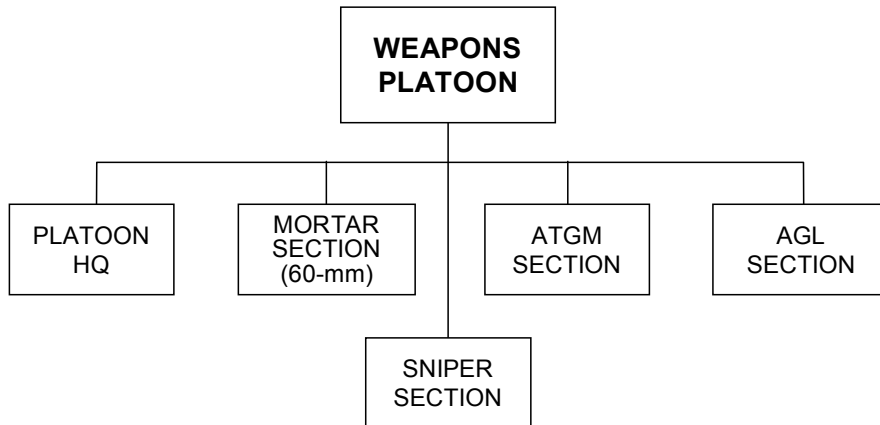 WEAPONS
PLATOON
PLATOON
HQ
MORTAR
SECTION
(60-mm)
ATGM
SECTION
AGL
SECTION
SNIPER
SECTION